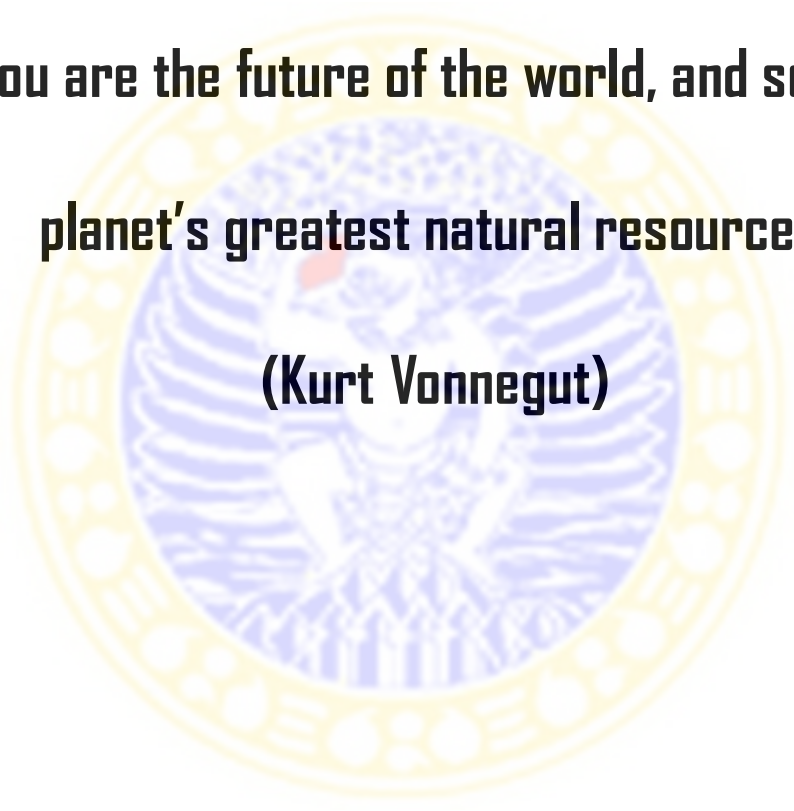 ou are the future of the world, and s
planet’s greatest natural resource
(Kurt Vonnegut)